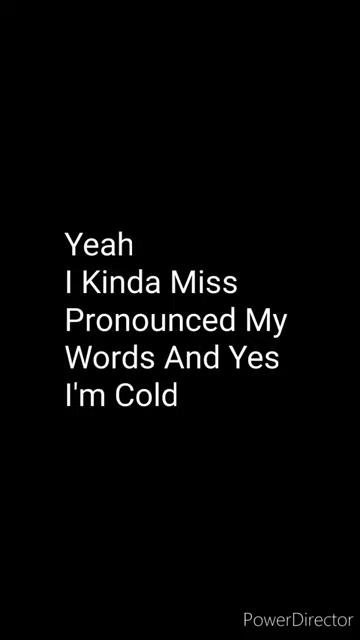 Yeah
I Kinda Miss
Pronounced My
Words And Yes
I'm Cold
PowerDirector